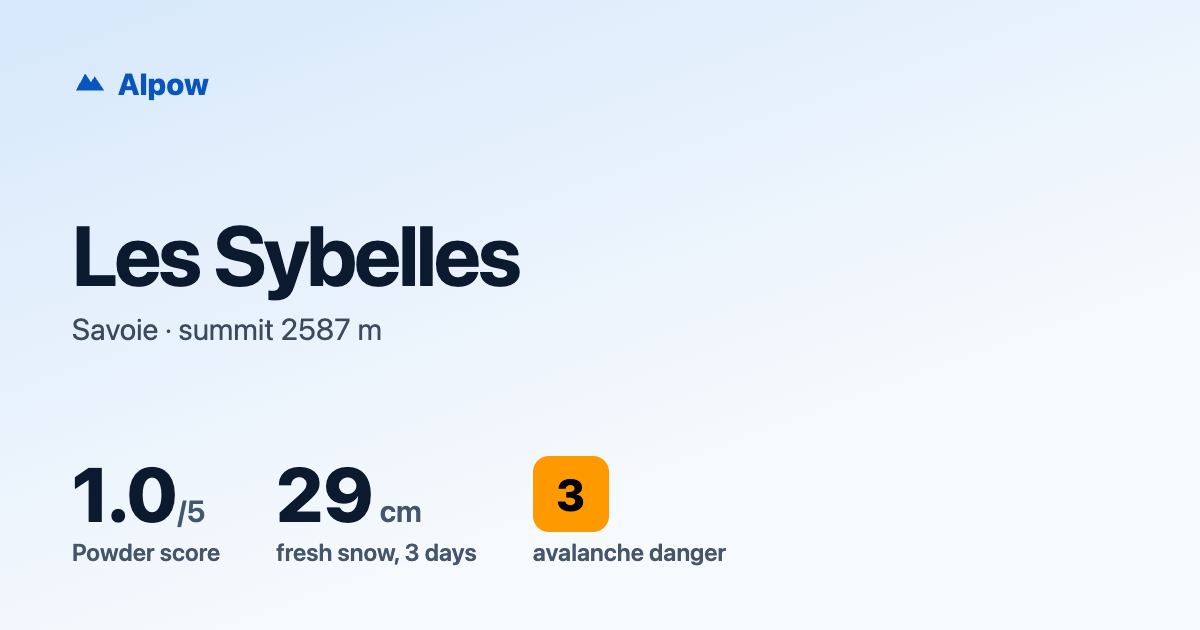 Alpow
Les Sybelles
Savoie · summit 2587 m
1.0/5
Powder score
29 cm
fresh snow, 3 days
3
avalanche danger